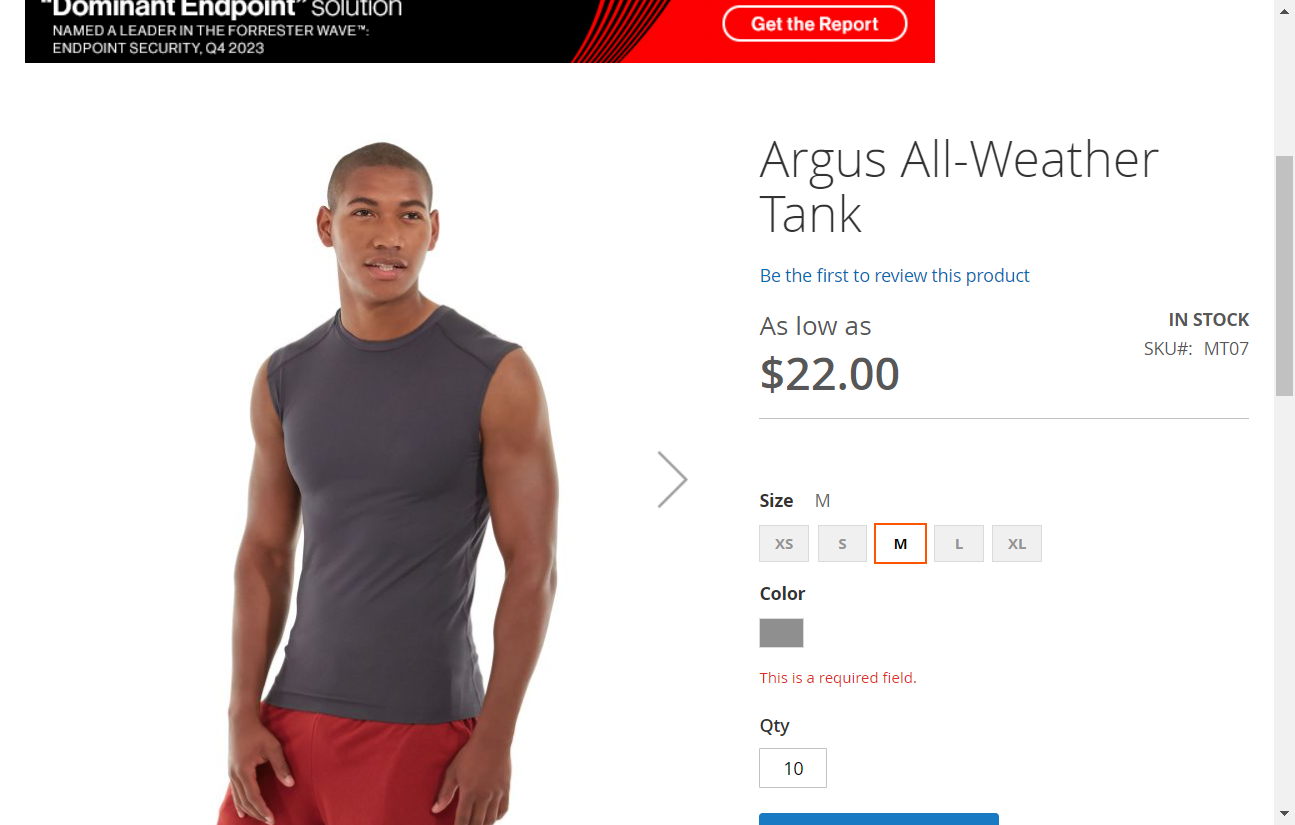 “Dominant Endpoint” solution
NAMED A LEADER IN THE FORRESTER WAVE™:
ENDPOINT SECURITY, Q4 2023
Get the Report
Argus All-Weather
Tank
Be the first to review this product
As low as
$22.00
IN STOCK
SKU#: MT07
Size M
XS S M L XL
Color
This is a required field.
Qty
10